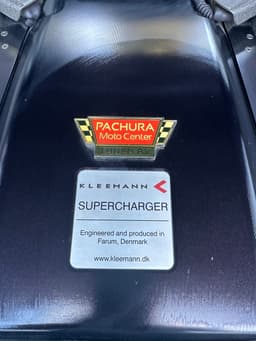 PACHURA
Moto Center
KLEEMANN
SUPERCHARGER
Engineered and produced in
Farum, Denmark
www.kleemann.dk